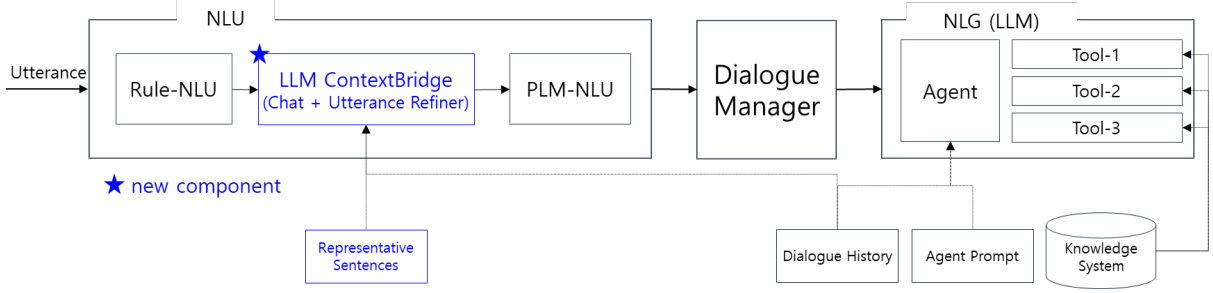 NLU
NLG (LLM)
Utterance
Rule-NLU
LLM ContextBridge
(Chat + Utterance Refiner)
PLM-NLU
Dialogue
Manager
Agent
Tool-1
Tool-2
Tool-3
new component
Representative
Sentences
Dialogue History
Agent Prompt
Knowledge
System